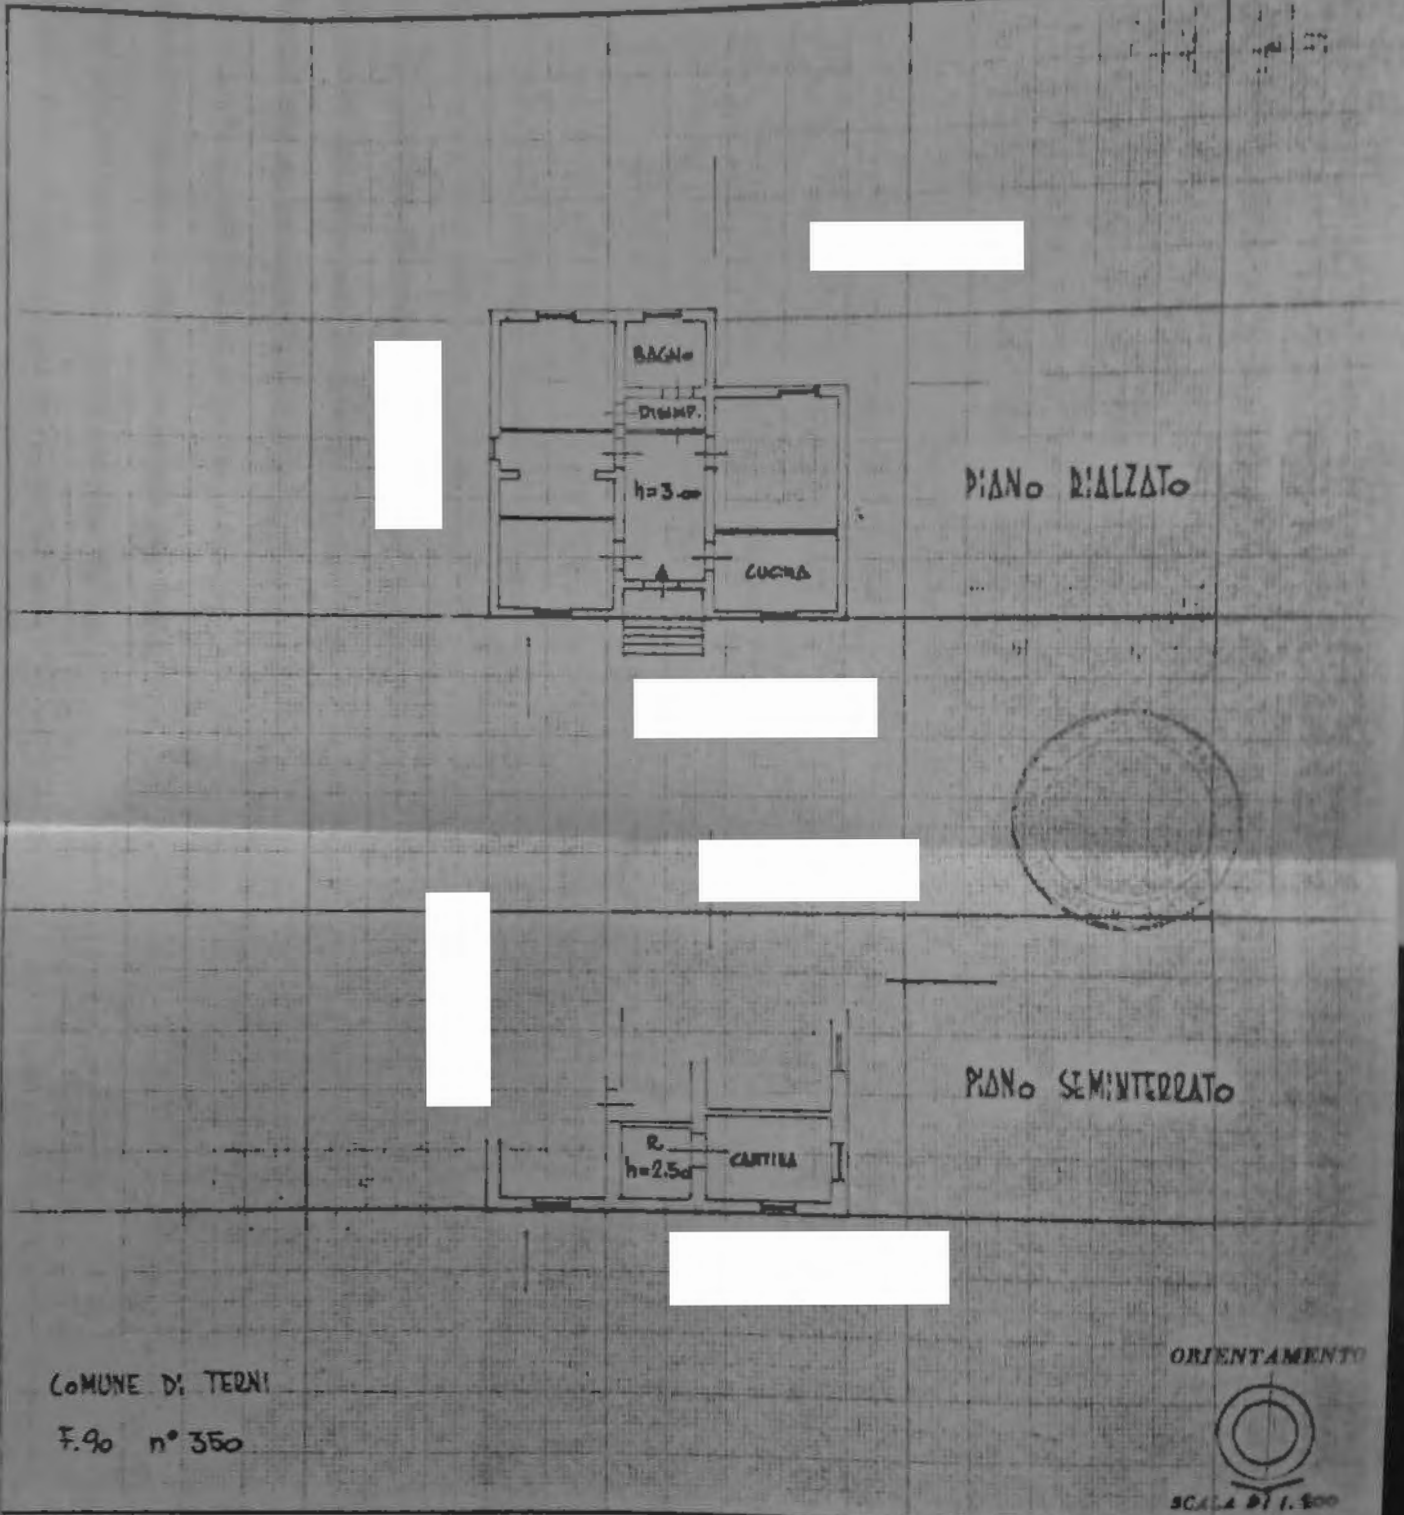 BAGNO
DISIMP.
h=3.00
CUCINA
PIANO RIALZATO
R
h=2.50
CANTINA
PIANO SEMINTERRATO
COMUNE DI TERNI
F.90 n° 350
ORIENTAMENTO
SCALA DI 1.200